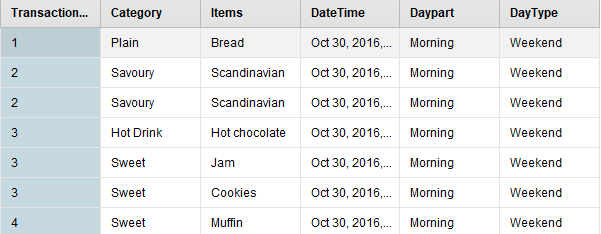 Transaction... Category Items DateTime Daypart DayType
1 Plain Bread Oct 30, 2016,... Morning Weekend
2 Savoury Scandinavian Oct 30, 2016,... Morning Weekend
2 Savoury Scandinavian Oct 30, 2016,... Morning Weekend
3 Hot Drink Hot chocolate Oct 30, 2016,... Morning Weekend
3 Sweet Jam Oct 30, 2016,... Morning Weekend
3 Sweet Cookies Oct 30, 2016,... Morning Weekend
4 Sweet Muffin Oct 30, 2016,... Morning Weekend